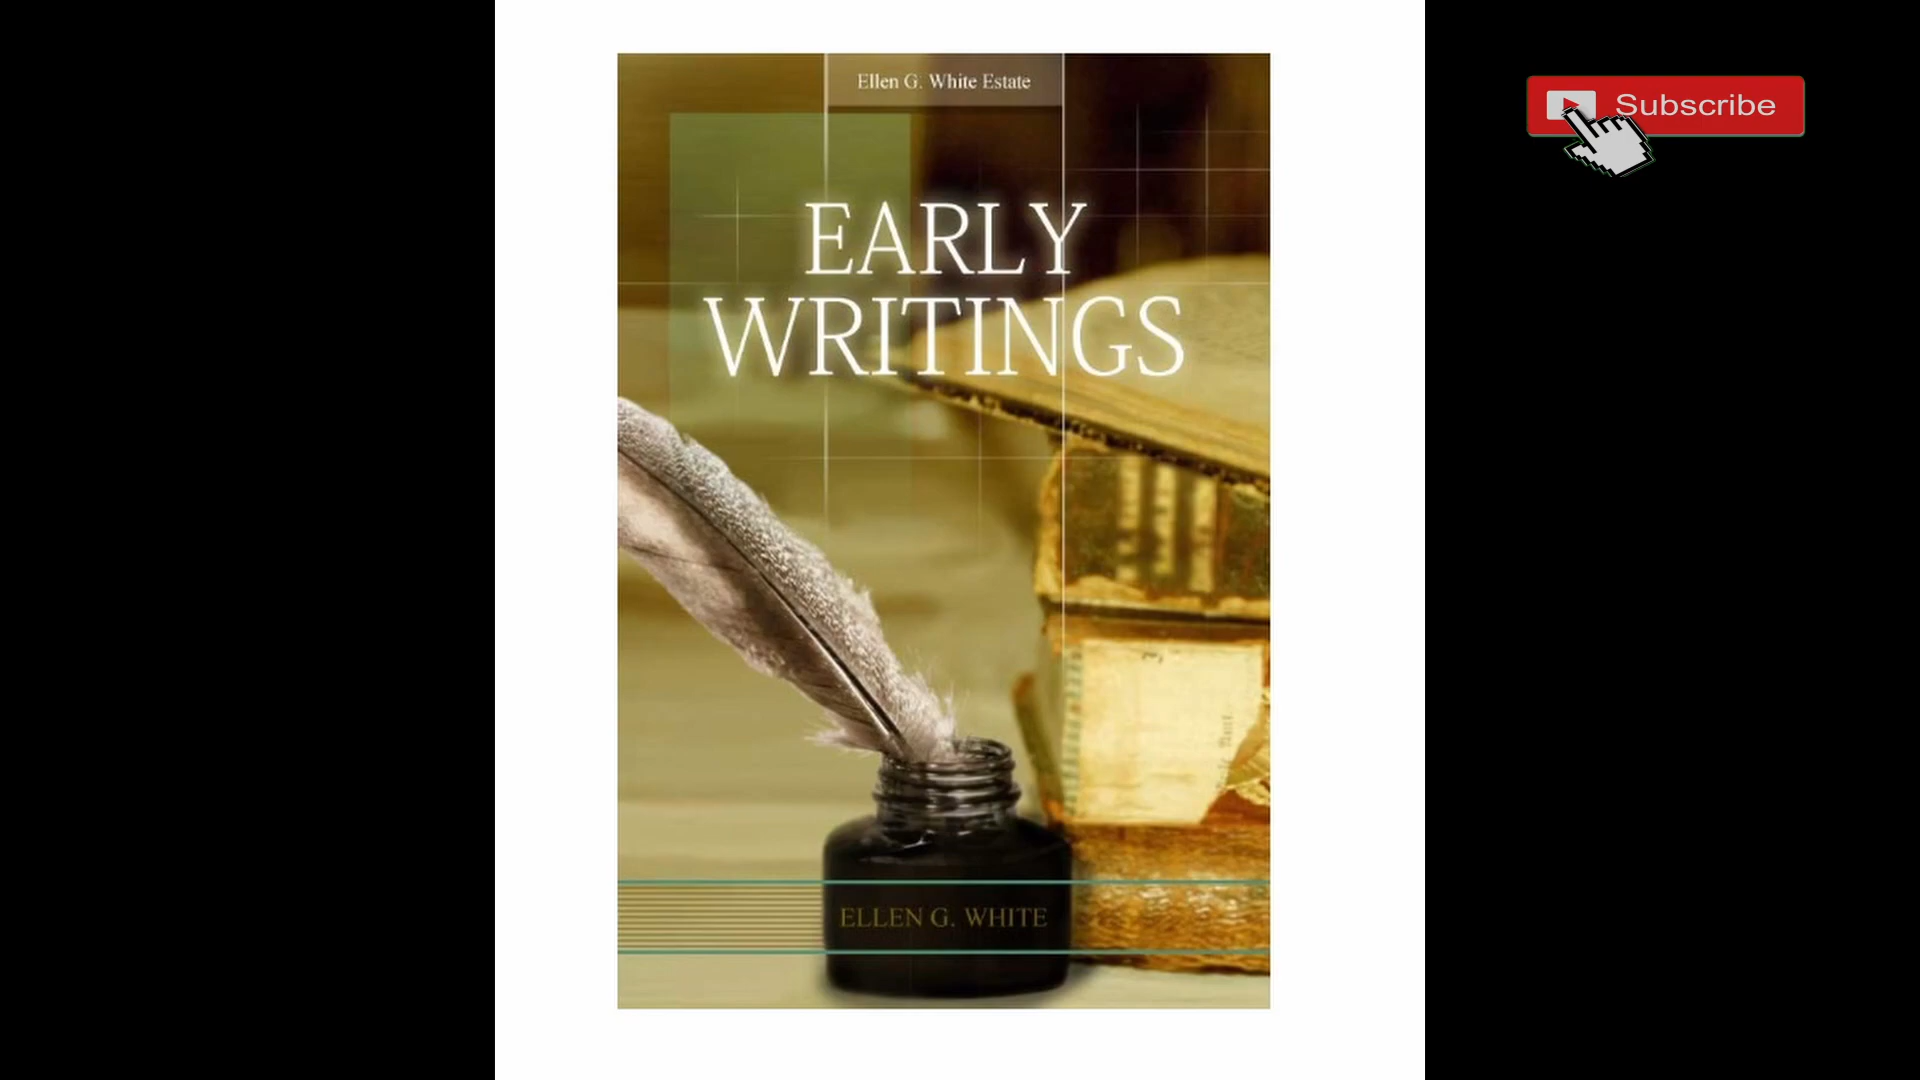 Ellen G. White Estate
Subscribe
EARLY
WRITINGS
ELLEN G. WHITE